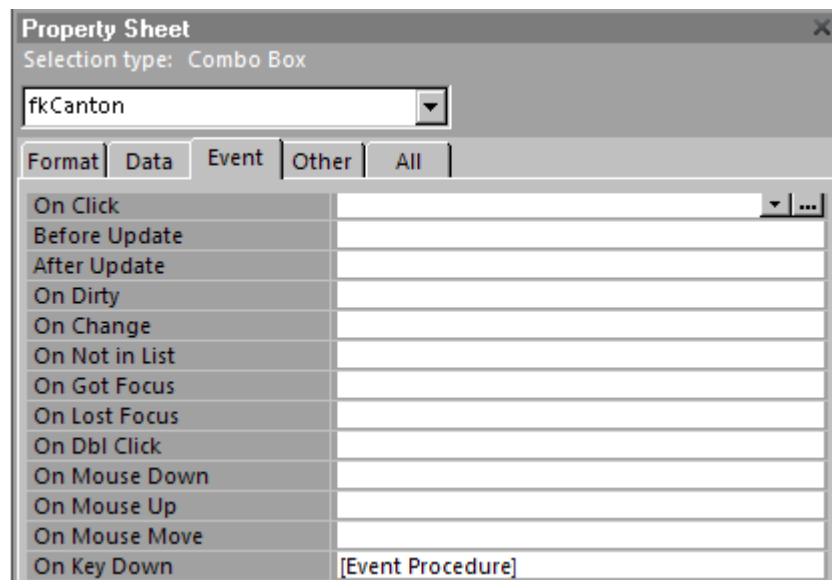 Property Sheet
Selection type: Combo Box
fkCanton
Format Data Event Other All
On Click
Before Update
After Update
On Dirty
On Change
On Not in List
On Got Focus
On Lost Focus
On Dbl Click
On Mouse Down
On Mouse Up
On Mouse Move
On Key Down [Event Procedure]